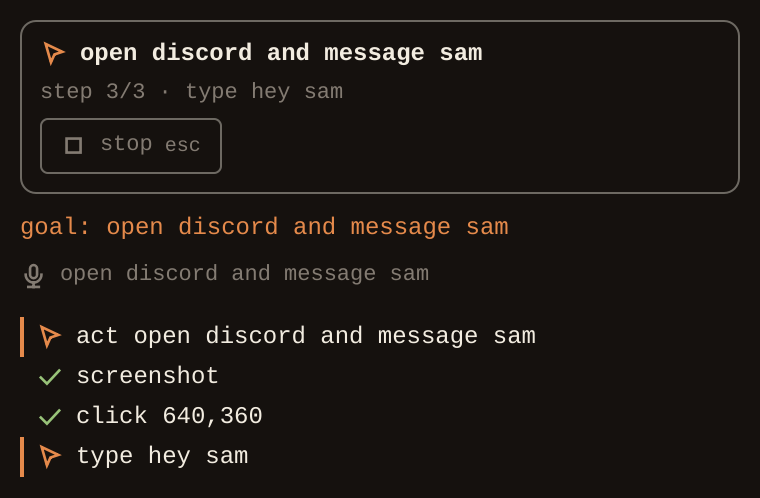 open discord and message sam
step 3/3 · type hey sam
stop esc
goal: open discord and message sam
open discord and message sam
act open discord and message sam
screenshot
click 640,360
type hey sam